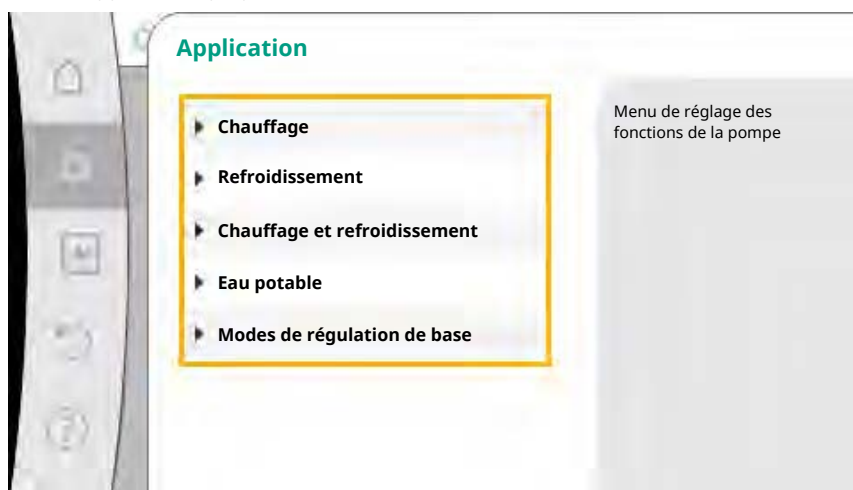 Application
Chauffage
Refroidissement
Chauffage et refroidissement
Eau potable
Modes de régulation de base
Menu de réglage des
fonctions de la pompe